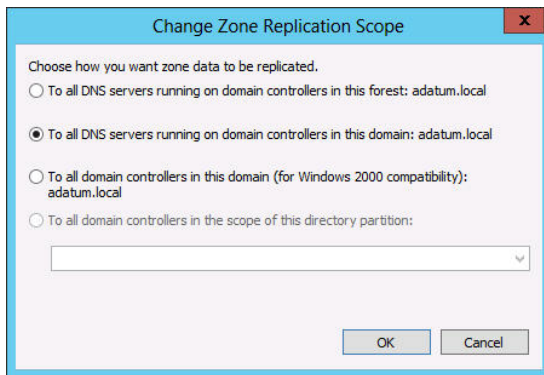 Change Zone Replication Scope
x
Choose how you want zone data to be replicated.
To all DNS servers running on domain controllers in this forest: adatum.local
To all DNS servers running on domain controllers in this domain: adatum.local
To all domain controllers in this domain (for Windows 2000 compatibility):
adatum.local
To all domain controllers in the scope of this directory partition:
OK Cancel